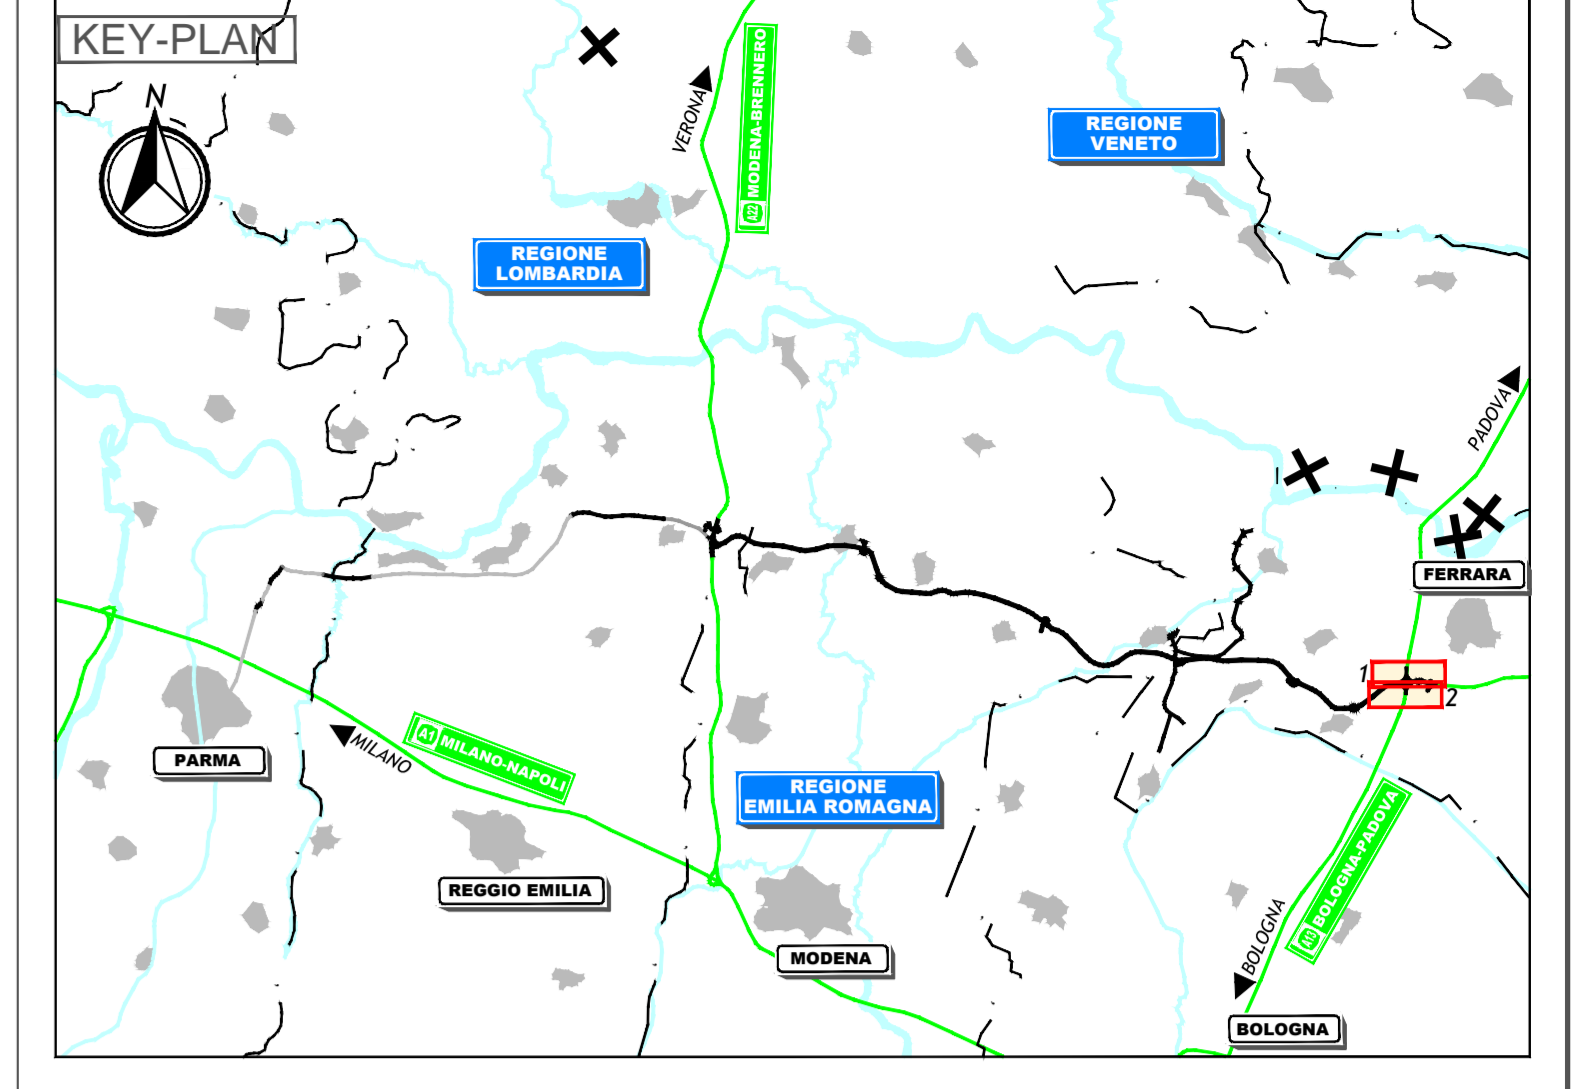 KEY-PLAN
N
VERONA
A22 MODENA-BRENNERO
REGIONE
VENETO
REGIONE
LOMBARDIA
PADOVA
FERRARA
1
2
PARMA
MILANO
A1 MILANO-NAPOLI
REGIONE
EMILIA ROMAGNA
REGGIO EMILIA
MODENA
A13 BOLOGNA-PADOVA
BOLOGNA
BOLOGNA